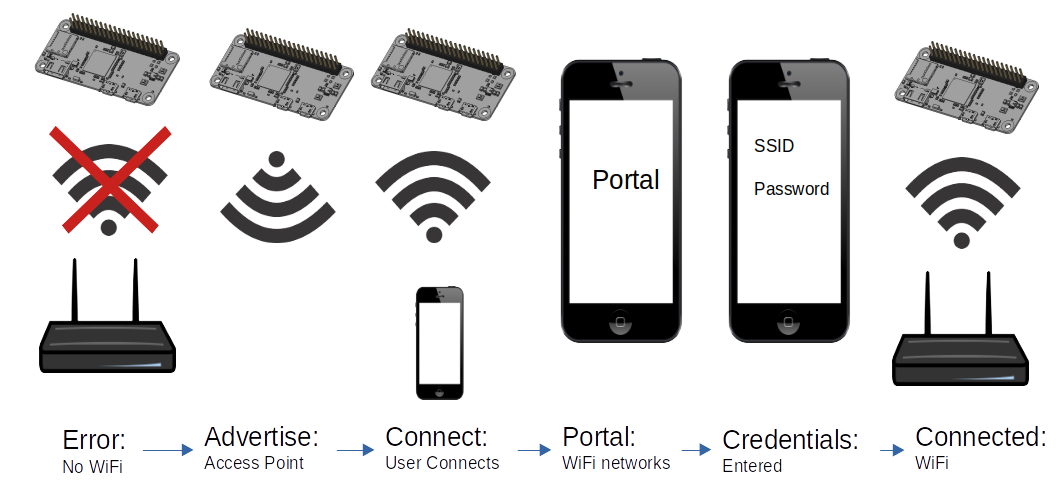 Portal
SSID
Password
Error:
No WiFi
Advertise:
Access Point
Connect:
User Connects
Portal:
WiFi networks
Credentials:
Entered
Connected:
WiFi